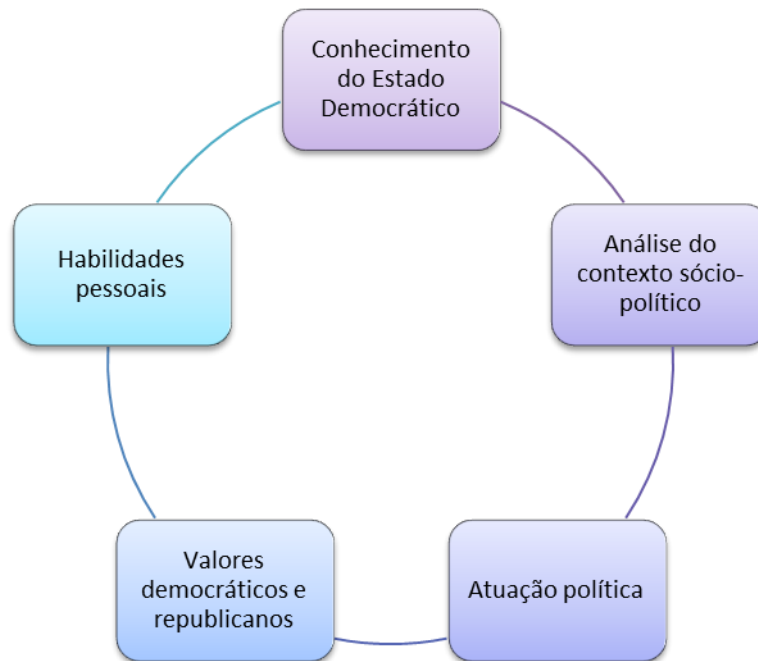 Conhecimento
do Estado
Democrático
Análise do
contexto sócio-
político
Atuação política
Valores
democráticos e
republicanos
Habilidades
pessoais